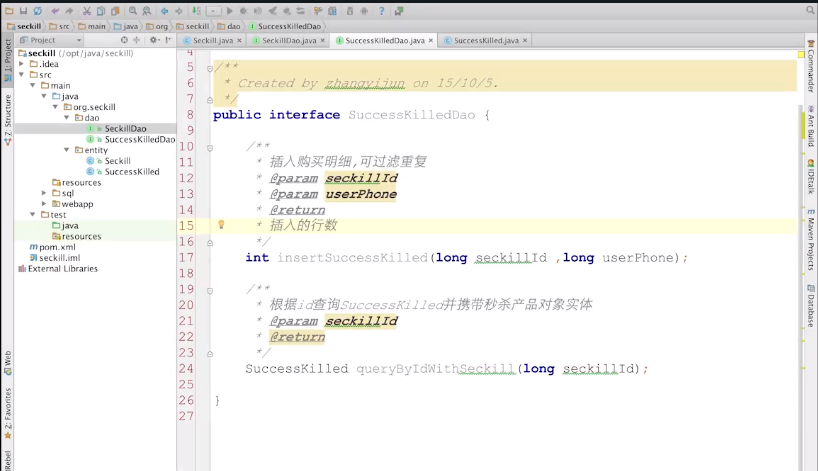 seckill src main java org seckill dao SuccessKilledDao
Project
Seckill.java SeckillDao.java SuccessKilledDao.java SuccessKilled.java
seckill (/opt/java/seckill)
.idea
src
main
java
org.seckill
dao
SeckillDao
SuccessKilledDao
entity
Seckill
SuccessKilled
resources
sql
webapp
test
java
resources
pom.xml
seckill.iml
External Libraries
1: Project
7: Structure
Web
2: Favorites
JRebel
4
5 /**
6 * Created by zhangyijun on 15/10/5.
7 */
8 public interface SuccessKilledDao {
9
10 /**
11 * 插入购买明细,可过滤重复
12 * @param seckillId
13 * @param userPhone
14 * @return
15 * 插入的行数
16 */
17 int insertSuccessKilled(long seckillId ,long userPhone);
18
19 /**
20 * 根据id查询SuccessKilled并携带秒杀产品对象实体
21 * @param seckillId
22 * @return
23 */
24 SuccessKilled queryByIdWithSeckill(long seckillId);
25
26 }
27
Commander
Ant Build
IDEtalk
Maven Projects
Database